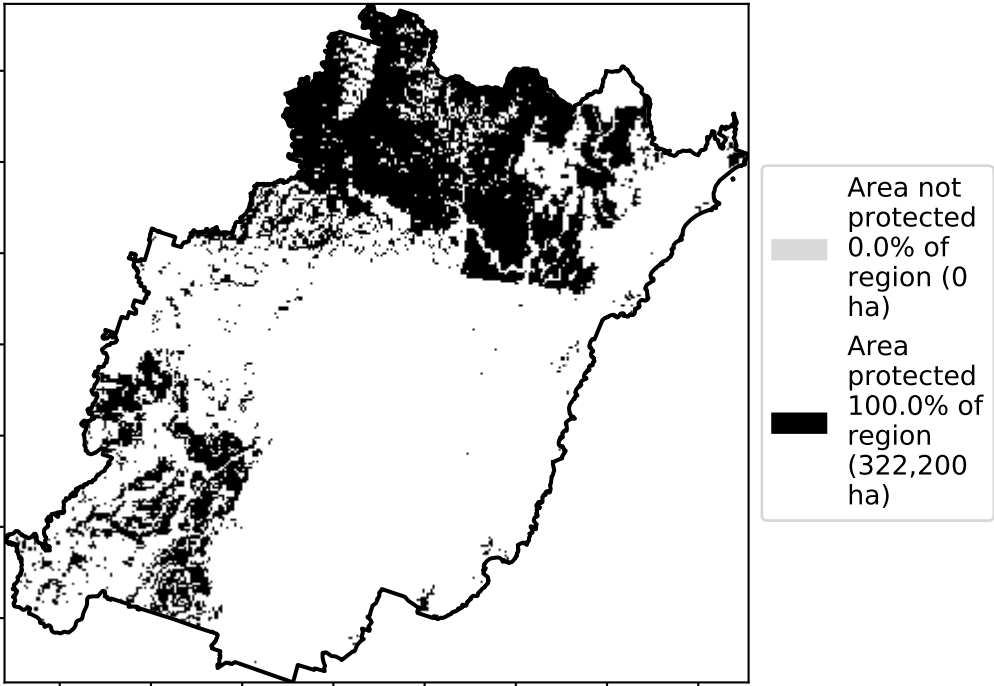 Area not
protected
0.0% of
region (0
ha)
Area
protected
100.0% of
region
(322,200
ha)